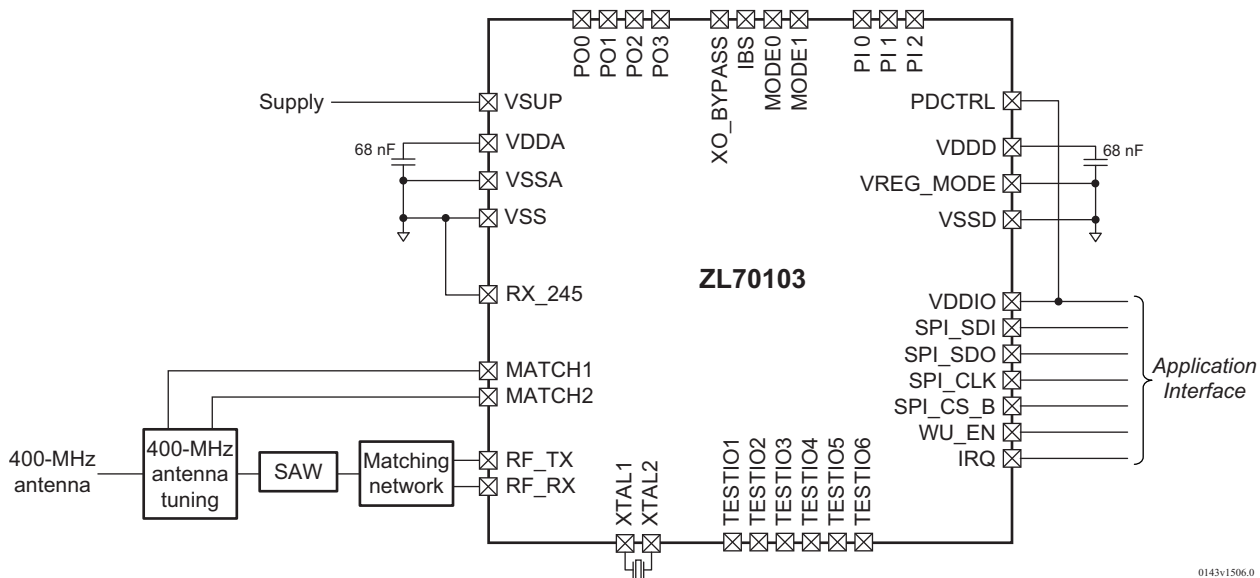 PO0
PO1
PO2
PO3
XO_BYPASS
IBS
MODE0
MODE1
PI 0
PI 1
PI 2
Supply
VSUP
VDDA
68 nF
VSSA
VSS
RX_245
MATCH1
MATCH2
400-MHz
antenna
400-MHz
antenna
tuning
SAW
Matching
network
RF_TX
RF_RX
ZL70103
PDCTRL
VDDD
68 nF
VREG_MODE
VSSD
VDDIO
SPI_SDI
SPI_SDO
SPI_CLK
SPI_CS_B
WU_EN
IRQ
Application
Interface
XTAL1
XTAL2
TESTIO1
TESTIO2
TESTIO3
TESTIO4
TESTIO5
TESTIO6
0143v1506.0